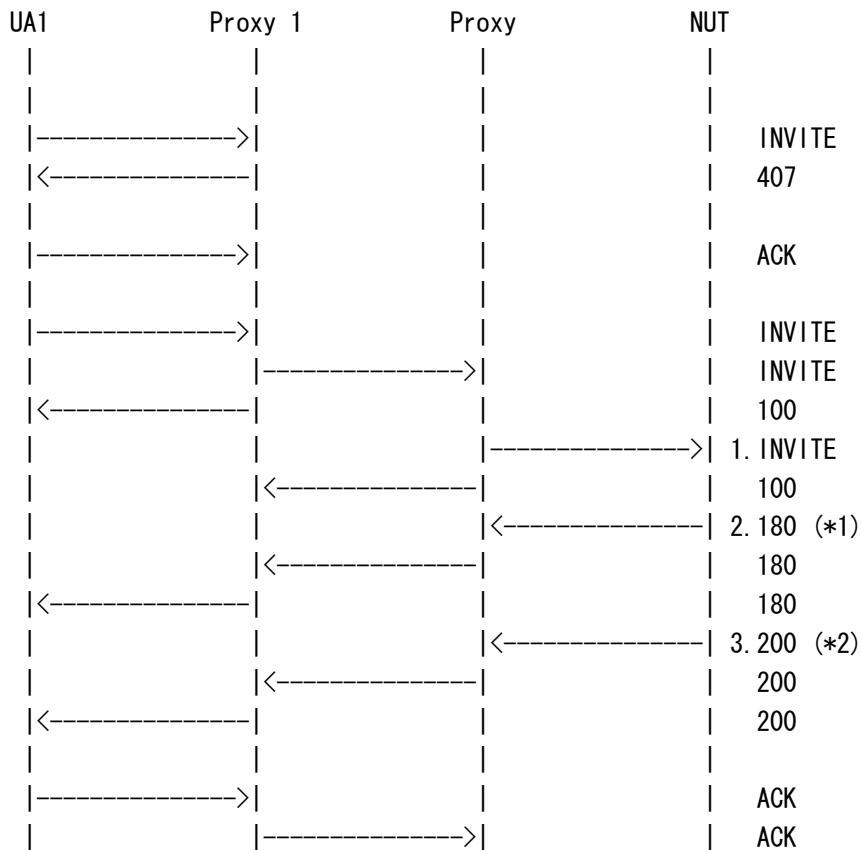 UA1 Proxy 1 Proxy NUT
INVITE
407
ACK
INVITE
INVITE
100
1. INVITE
100
2. 180 (*1)
180
180
3. 200 (*2)
200
200
ACK
ACK